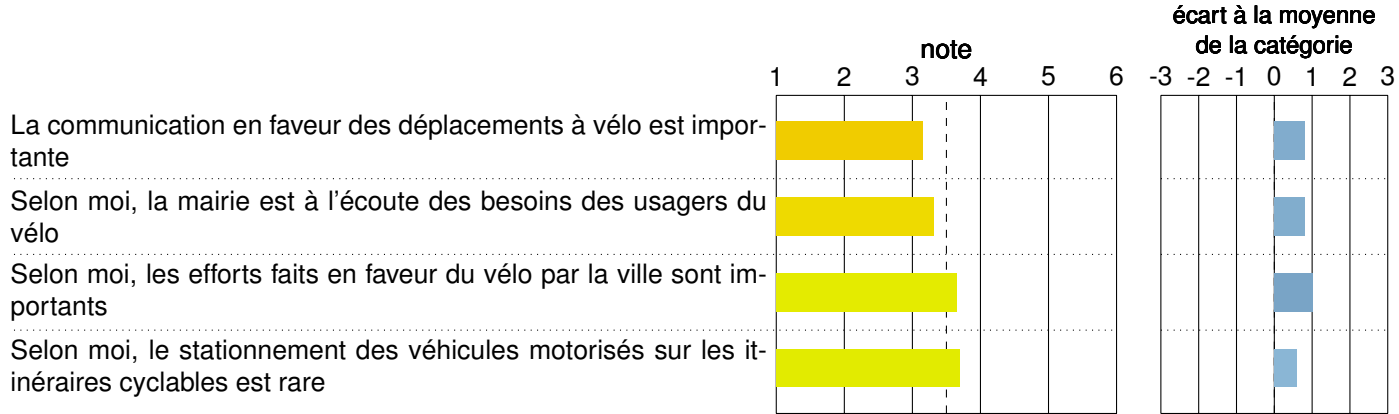 écart à la moyenne
de la catégorie
note
1 2 3 4 5 6
-3 -2 -1 0 1 2 3
La communication en faveur des déplacements à vélo est impor-
tante
Selon moi, la mairie est à l'écoute des besoins des usagers du
vélo
Selon moi, les efforts faits en faveur du vélo par la ville sont im-
portants
Selon moi, le stationnement des véhicules motorisés sur les it-
inéraires cyclables est rare